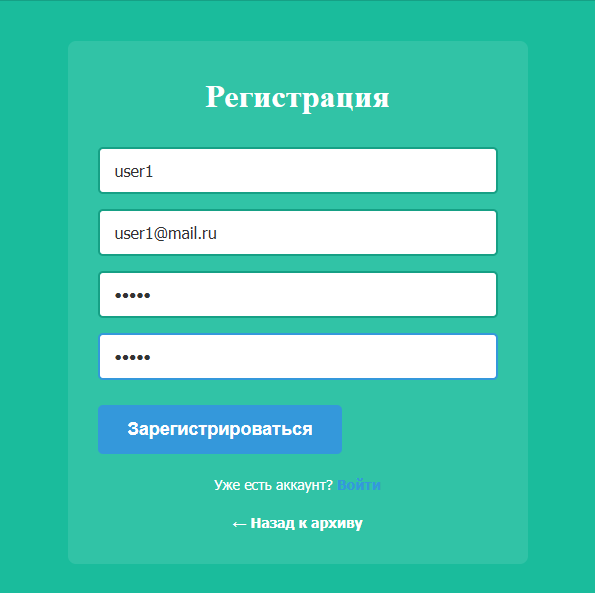 Регистрация
user1
user1@mail.ru
•••••
•••••
Зарегистрироваться
Уже есть аккаунт? Войти
← Назад к архиву